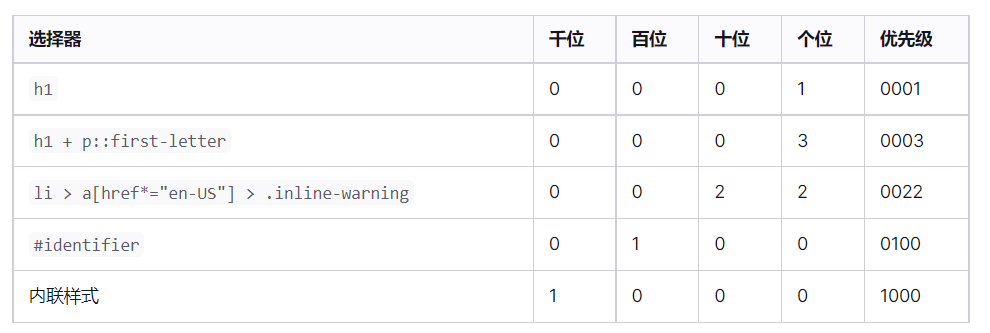 选择器 千位 百位 十位 个位 优先级
h1 0 0 0 1 0001
h1 + p::first-letter 0 0 0 3 0003
li > a[href*="en-US"] > .inline-warning 0 0 2 2 0022
#identifier 0 1 0 0 0100
内联样式 1 0 0 0 1000